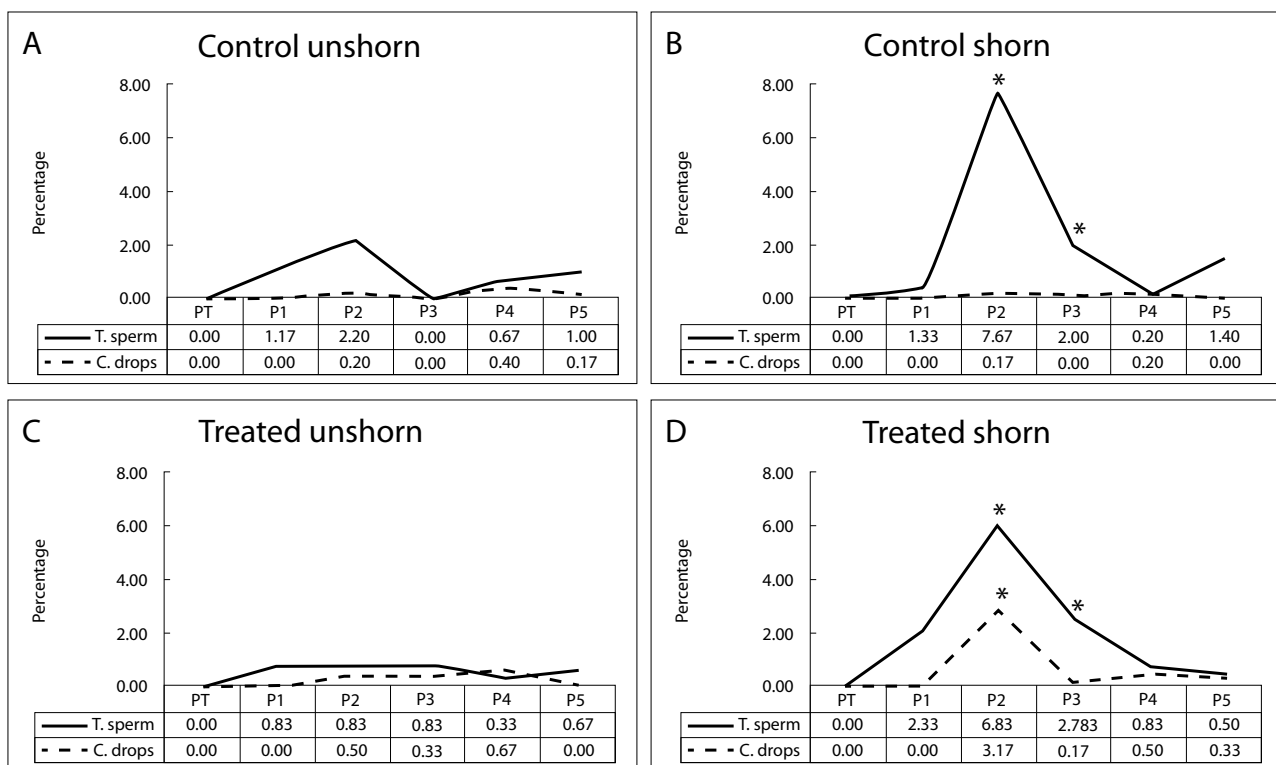 A
Control unshorn
Percentage
8.00
6.00
4.00
2.00
0.00
PT P1 P2 P3 P4 P5
T. sperm 0.00 1.17 2.20 0.00 0.67 1.00
C. drops 0.00 0.00 0.20 0.00 0.40 0.17
B
Control shorn
Percentage
8.00
6.00
4.00
2.00
0.00
*
*
PT P1 P2 P3 P4 P5
T. sperm 0.00 1.33 7.67 2.00 0.20 1.40
C. drops 0.00 0.00 0.17 0.00 0.20 0.00
C
Treated unshorn
Percentage
8.00
6.00
4.00
2.00
0.00
PT P1 P2 P3 P4 P5
T. sperm 0.00 0.83 0.83 0.83 0.33 0.67
C. drops 0.00 0.00 0.50 0.33 0.67 0.00
D
Treated shorn
Percentage
8.00
6.00
4.00
2.00
0.00
*
*
*
PT P1 P2 P3 P4 P5
T. sperm 0.00 2.33 6.83 2.783 0.83 0.50
C. drops 0.00 0.00 3.17 0.17 0.50 0.33